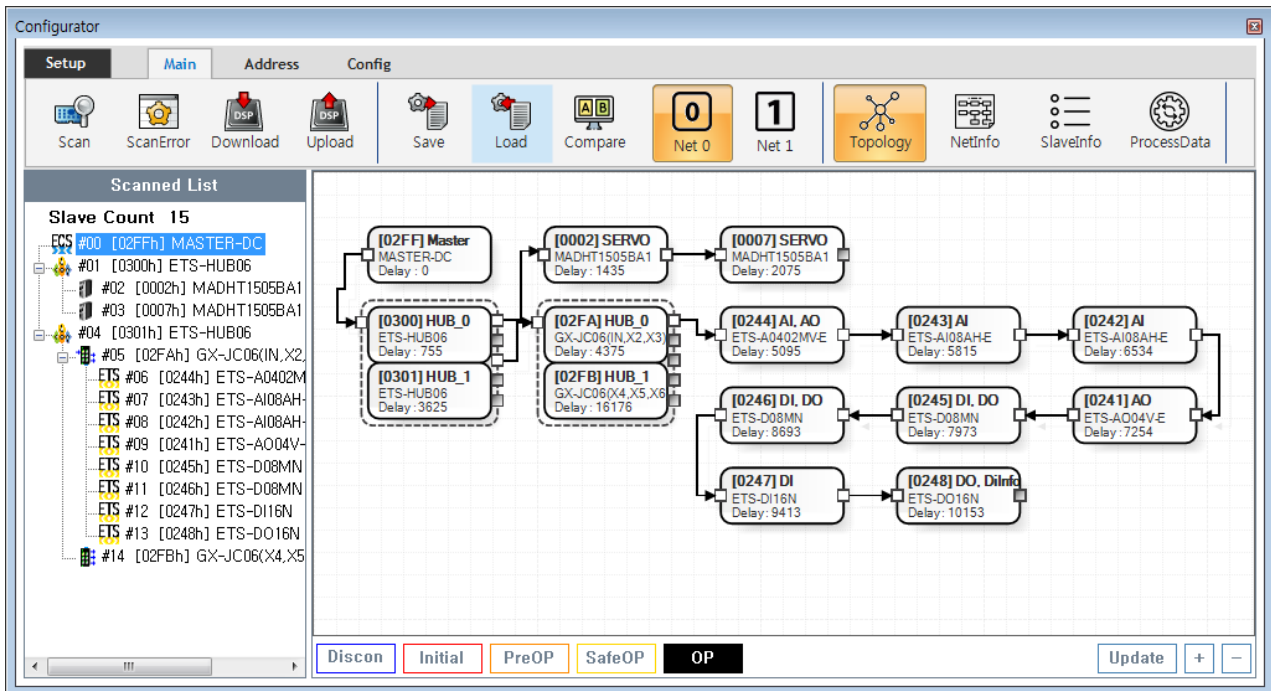 Configurator
Setup Main Address Config
Scan ScanError Download Upload Save Load Compare Net 0 Net 1 Topology NetInfo SlaveInfo ProcessData
DSP DSP A B 0 1
Scanned List
Slave Count 15
ECS #00 [02FFh] MASTER-DC
#01 [0300h] ETS-HUB06
#02 [0002h] MADHT1505BA1
#03 [0007h] MADHT1505BA1
#04 [0301h] ETS-HUB06
#05 [02FAh] GX-JC06(IN,X2,
ETS #06 [0244h] ETS-A0402M
ETS #07 [0243h] ETS-AI08AH-
ETS #08 [0242h] ETS-AI08AH-
ETS #09 [0241h] ETS-AO04V-
ETS #10 [0245h] ETS-D08MN
ETS #11 [0246h] ETS-D08MN
ETS #12 [0247h] ETS-DI16N
ETS #13 [0248h] ETS-DO16N
#14 [02FBh] GX-JC06(X4,X5
[02FF] Master
MASTER-DC
Delay : 0
[0002] SERVO
MADHT1505BA1
Delay : 1435
[0007] SERVO
MADHT1505BA1
Delay : 2075
[0300] HUB_0
ETS-HUB06
Delay : 755
[0301] HUB_1
ETS-HUB06
Delay : 3625
[02FA] HUB_0
GX-JC06(IN,X2,X3)
Delay : 4375
[02FB] HUB_1
GX-JC06(X4,X5,X6
Delay : 16176
[0244] AI, AO
ETS-A0402MV-E
Delay : 5095
[0243] AI
ETS-AI08AH-E
Delay : 5815
[0242] AI
ETS-AI08AH-E
Delay : 6534
[0246] DI, DO
ETS-D08MN
Delay : 8693
[0245] DI, DO
ETS-D08MN
Delay : 7973
[0241] AO
ETS-AO04V-E
Delay : 7254
[0247] DI
ETS-DI16N
Delay : 9413
[0248] DO, DiInfo
ETS-DO16N
Delay : 10153
Discon Initial PreOP SafeOP OP Update + −